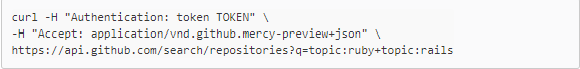 curl -H "Authentication: token TOKEN" \
-H "Accept: application/vnd.github.mercy-preview+json" \
https://api.github.com/search/repositories?q=topic:ruby+topic:rails